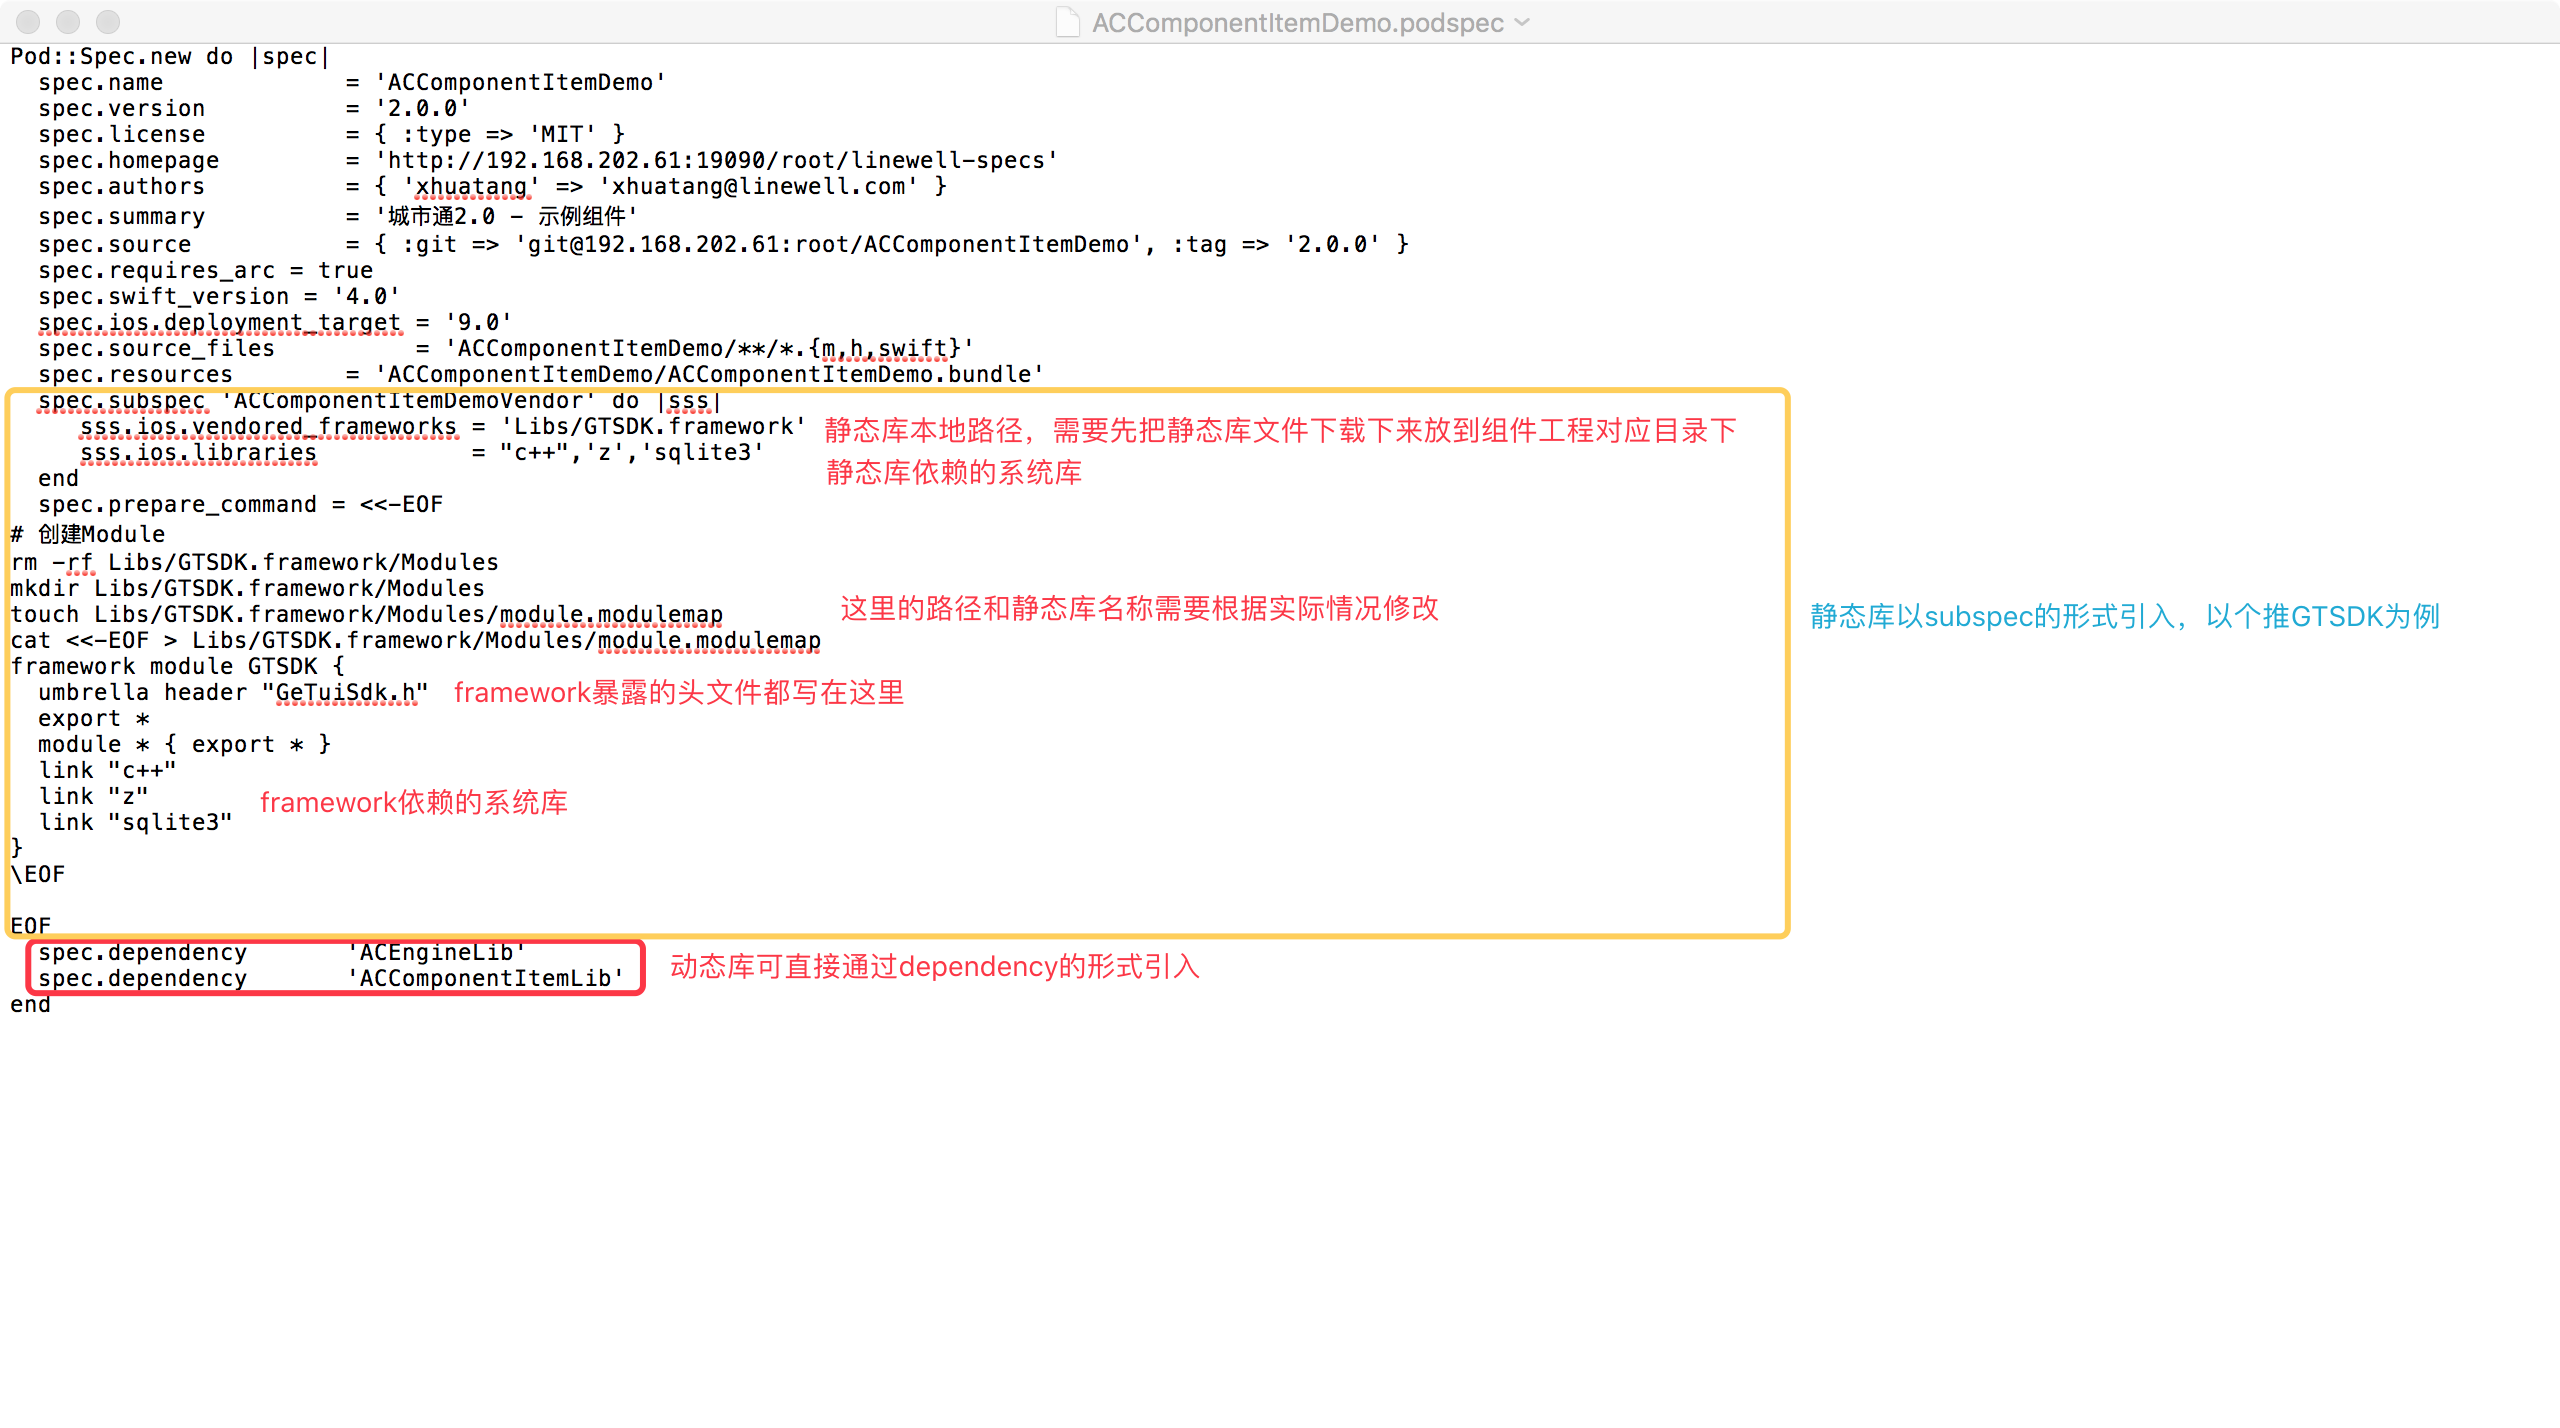 ACComponentItemDemo.podspec
Pod::Spec.new do |spec|
  spec.name             = 'ACComponentItemDemo'
  spec.version          = '2.0.0'
  spec.license          = { :type => 'MIT' }
  spec.homepage         = 'http://192.168.202.61:19090/root/linewell-specs'
  spec.authors          = { 'xhuatang' => 'xhuatang@linewell.com' }
  spec.summary          = '城市通2.0 - 示例组件'
  spec.source           = { :git => 'git@192.168.202.61:root/ACComponentItemDemo', :tag => '2.0.0' }
  spec.requires_arc = true
  spec.swift_version = '4.0'
  spec.ios.deployment_target = '9.0'
  spec.source_files          = 'ACComponentItemDemo/**/*.{m,h,swift}'
  spec.resources        = 'ACComponentItemDemo/ACComponentItemDemo.bundle'
  spec.subspec 'ACComponentItemDemoVendor' do |sss|
     sss.ios.vendored_frameworks = 'Libs/GTSDK.framework' 静态库本地路径，需要先把静态库文件下载下来放到组件工程对应目录下
     sss.ios.libraries           = "c++",'z','sqlite3'
静态库依赖的系统库
  end
  spec.prepare_command = <<-EOF
# 创建Module
rm -rf Libs/GTSDK.framework/Modules
mkdir Libs/GTSDK.framework/Modules
touch Libs/GTSDK.framework/Modules/module.modulemap
这里的路径和静态库名称需要根据实际情况修改
静态库以subspec的形式引入，以个推GTSDK为例
cat <<-EOF > Libs/GTSDK.framework/Modules/module.modulemap
framework module GTSDK {
  umbrella header "GeTuiSdk.h" framework暴露的头文件都写在这里
  export *
  module * { export * }
  link "c++"
  link "z"
framework依赖的系统库
  link "sqlite3"
}
\EOF
EOF
  spec.dependency       'ACEngineLib'
动态库可直接通过dependency的形式引入
  spec.dependency       'ACComponentItemLib'
end